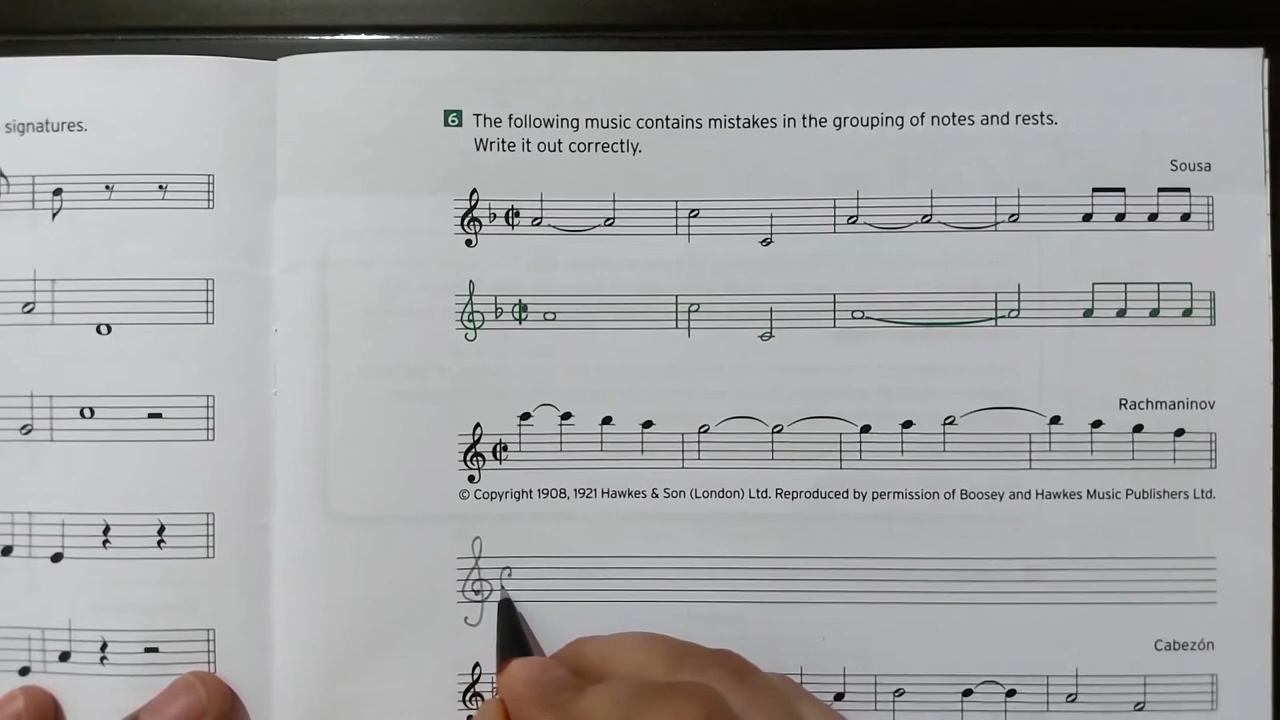 signatures.
6 The following music contains mistakes in the grouping of notes and rests.
Write it out correctly.
Sousa
Rachmaninov
© Copyright 1908, 1921 Hawkes & Son (London) Ltd. Reproduced by permission of Boosey and Hawkes Music Publishers Ltd.
Cabezón